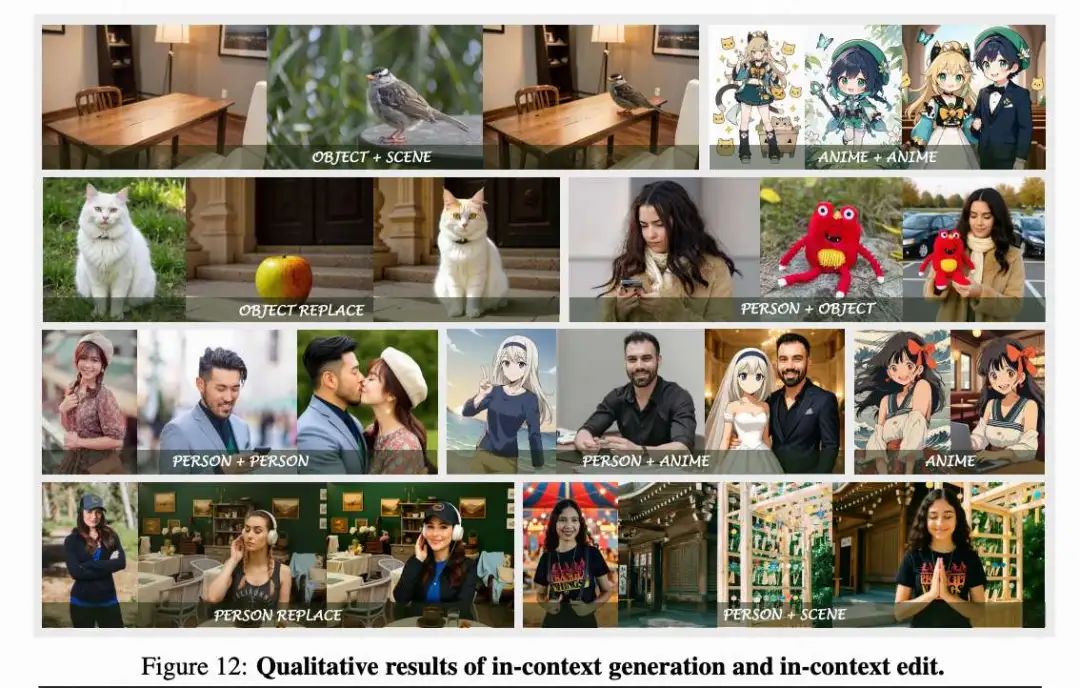 OBJECT + SCENE
ANIME + ANIME
OBJECT REPLACE
PERSON + OBJECT
PERSON + PERSON
PERSON + ANIME
ANIME
PERSON REPLACE
PERSON + SCENE
Figure 12: Qualitative results of in-context generation and in-context edit.